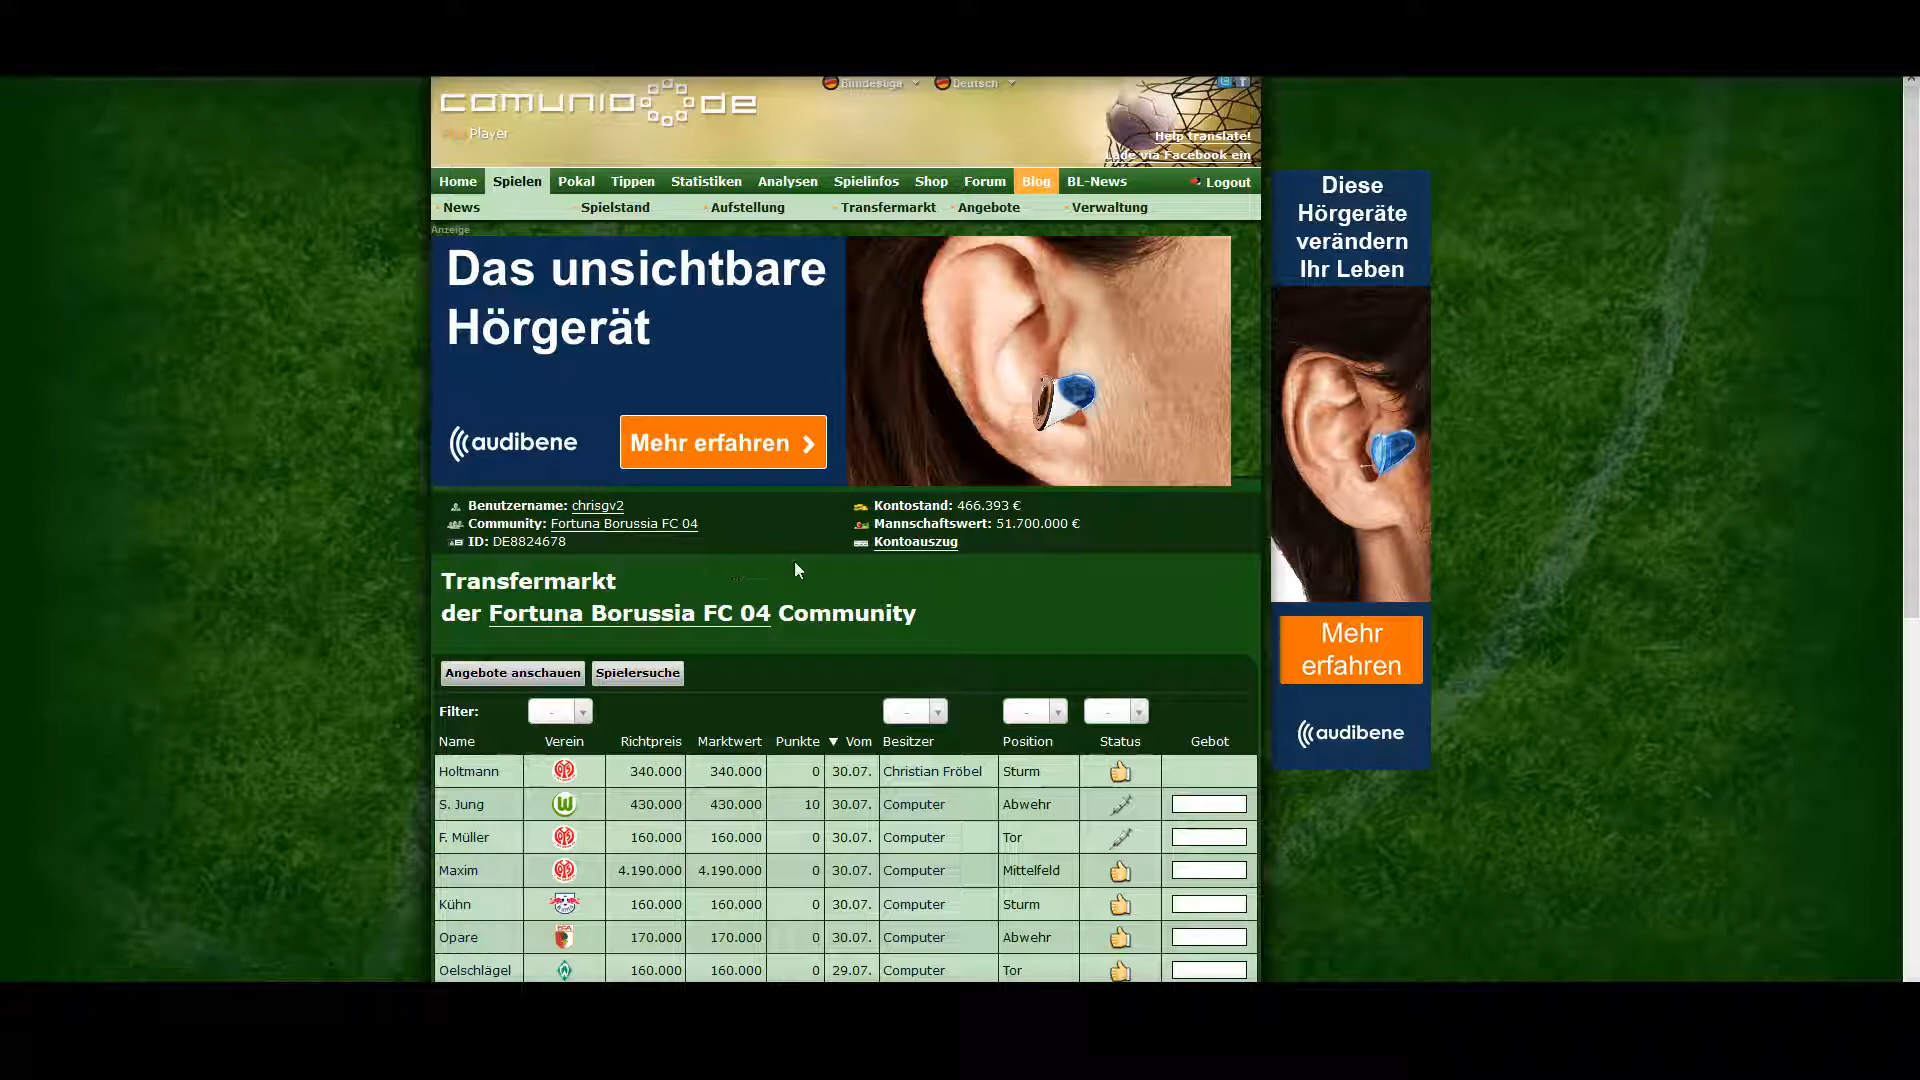 Bundesliga Deutsch
comunio de
Player
Help translate!
Lade via Facebook ein
Home Spielen Pokal Tippen Statistiken Analysen Spielinfos Shop Forum Blog BL-News Logout
News Spielstand Aufstellung Transfermarkt Angebote Verwaltung
Anzeige
Das unsichtbare
Hörgerät
audibene
Mehr erfahren
Diese
Hörgeräte
verändern
Ihr Leben
Mehr
erfahren
audibene
Benutzername: chrisgv2 Kontostand: 466.393 €
Community: Fortuna Borussia FC 04 Mannschaftswert: 51.700.000 €
ID: DE8824678 Kontoauszug
Transfermarkt
der Fortuna Borussia FC 04 Community
Angebote anschauen Spielersuche
Filter: - - - -
Name Verein Richtpreis Marktwert Punkte Vom Besitzer Position Status Gebot
Holtmann 340.000 340.000 0 30.07. Christian Fröbel Sturm
S. Jung W 430.000 430.000 10 30.07. Computer Abwehr
F. Müller 160.000 160.000 0 30.07. Computer Tor
Maxim 4.190.000 4.190.000 0 30.07. Computer Mittelfeld
Kühn 160.000 160.000 0 30.07. Computer Sturm
Opare 170.000 170.000 0 30.07. Computer Abwehr
Oelschlägel 160.000 160.000 0 29.07. Computer Tor